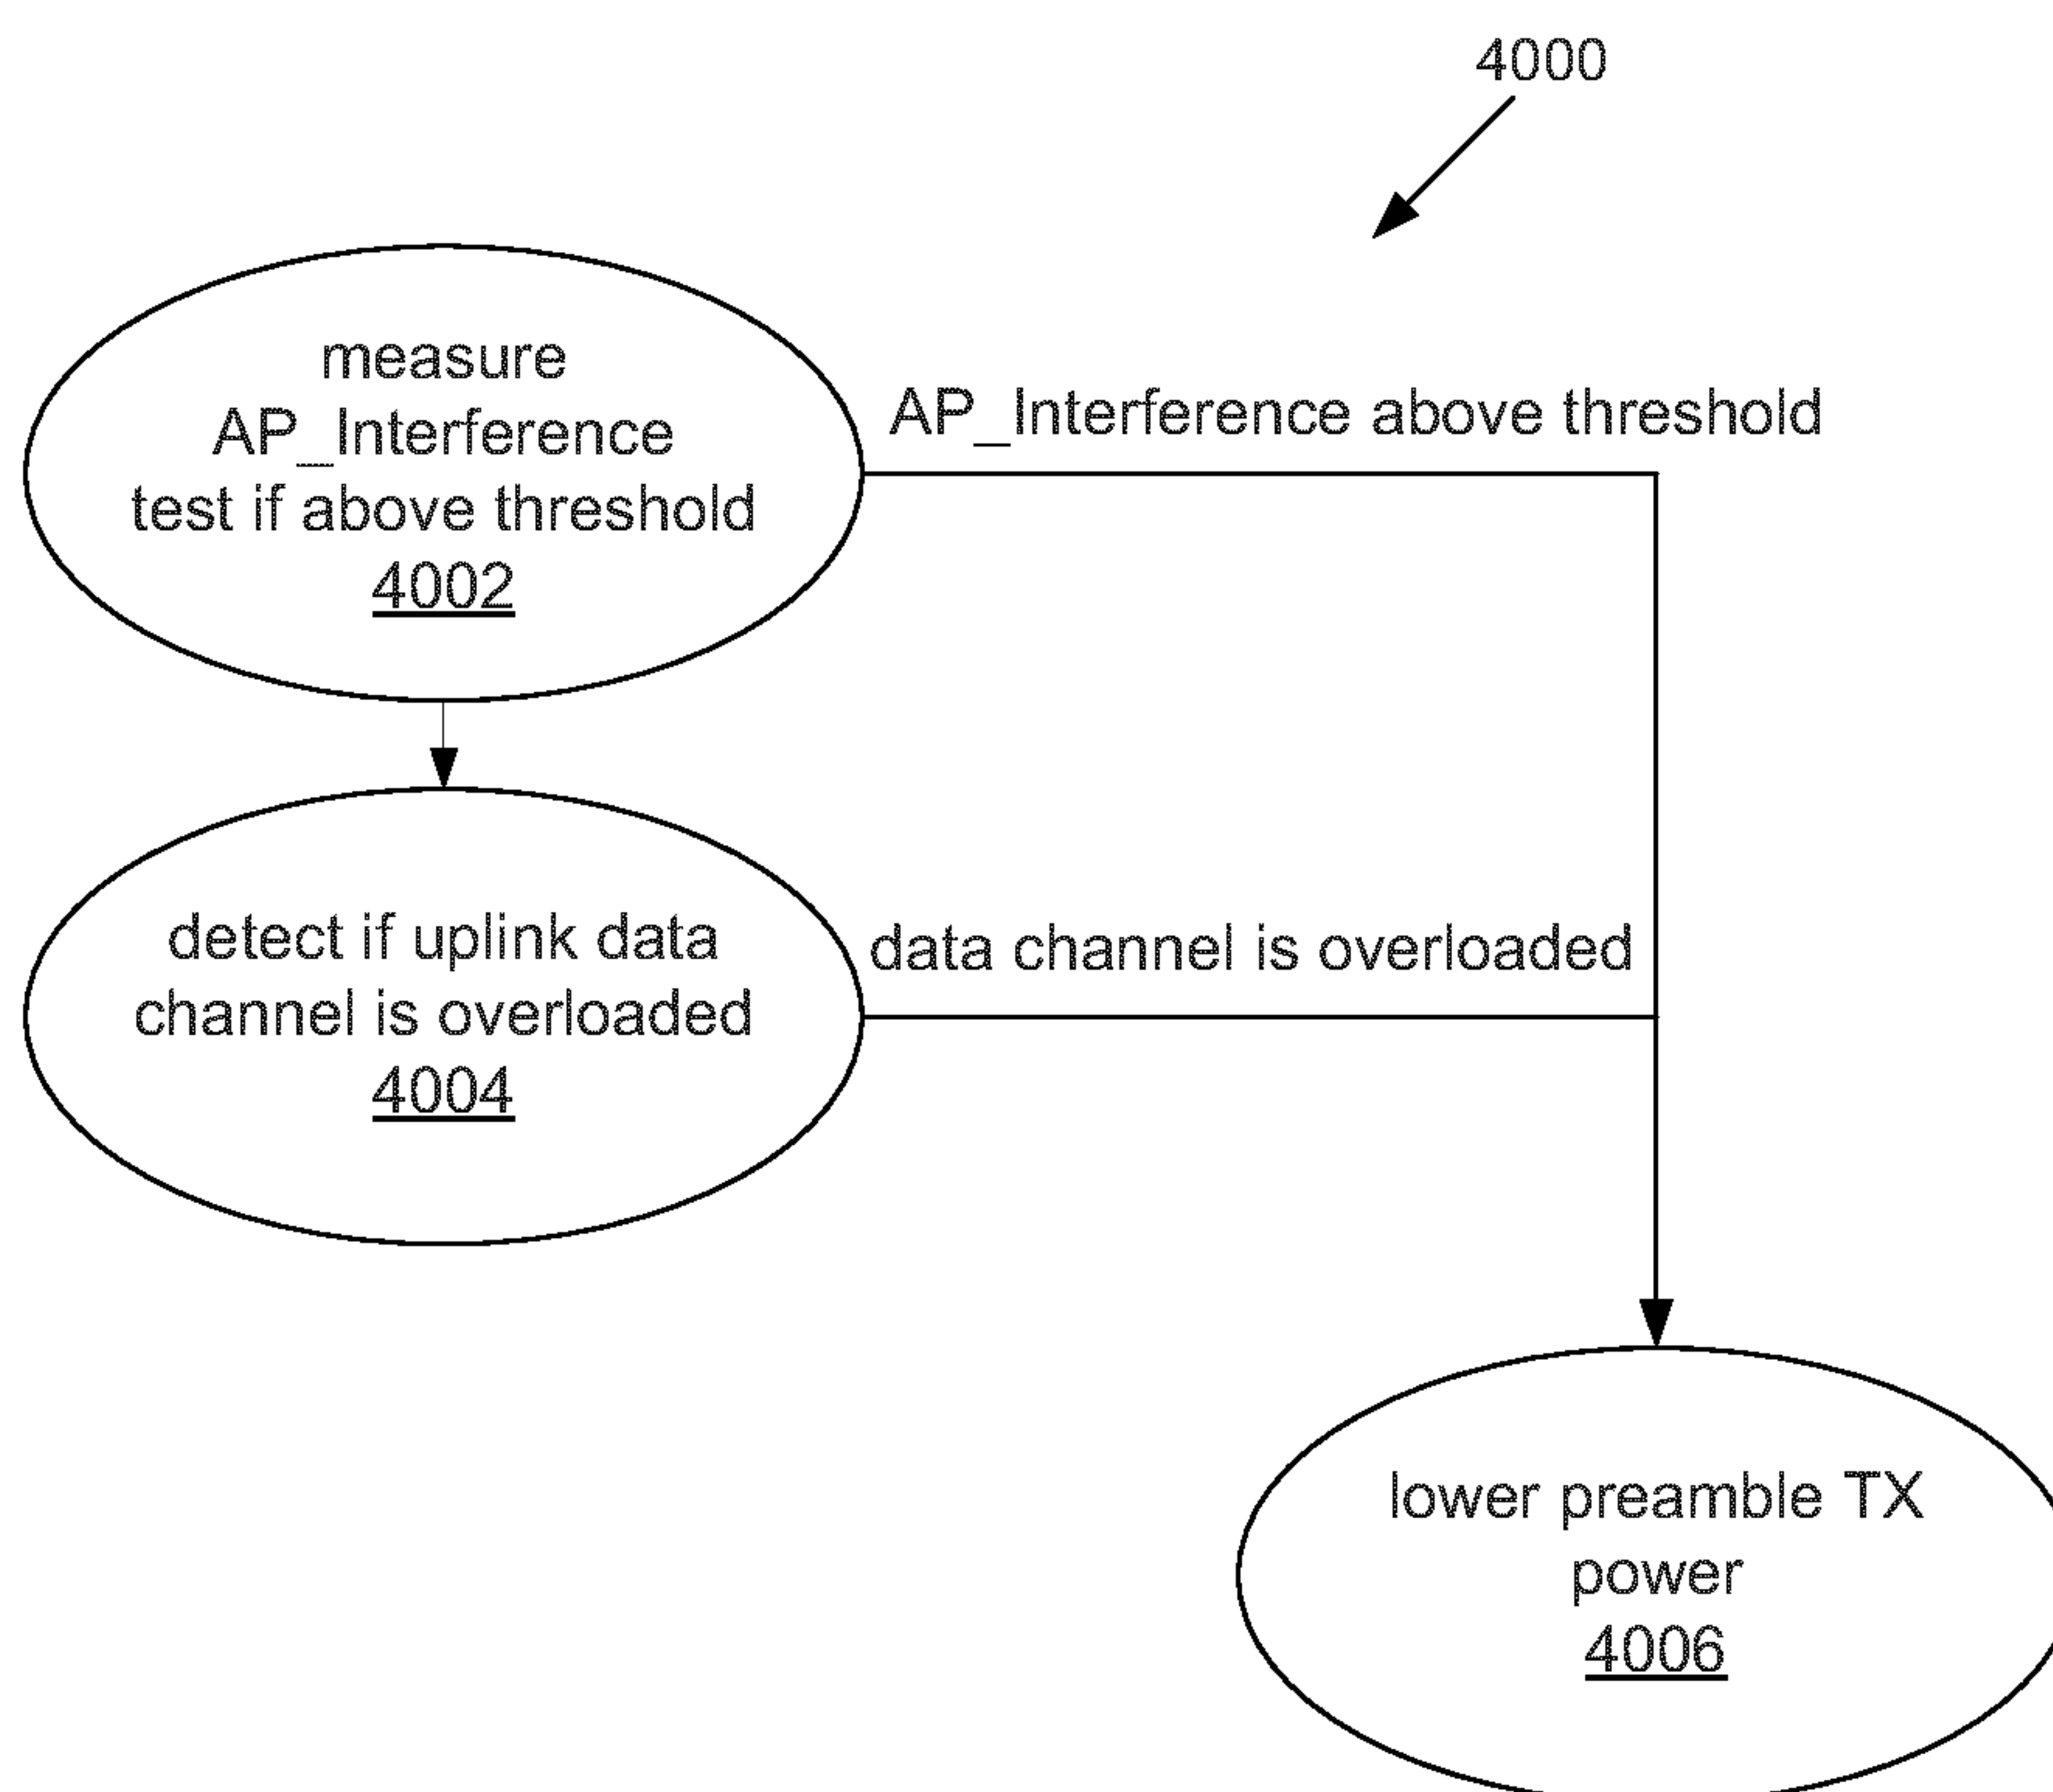 4000
measure
AP_Interference
test if above threshold
4002
AP_Interference above threshold
detect if uplink data
channel is overloaded
4004
data channel is overloaded
lower preamble TX
power
4006